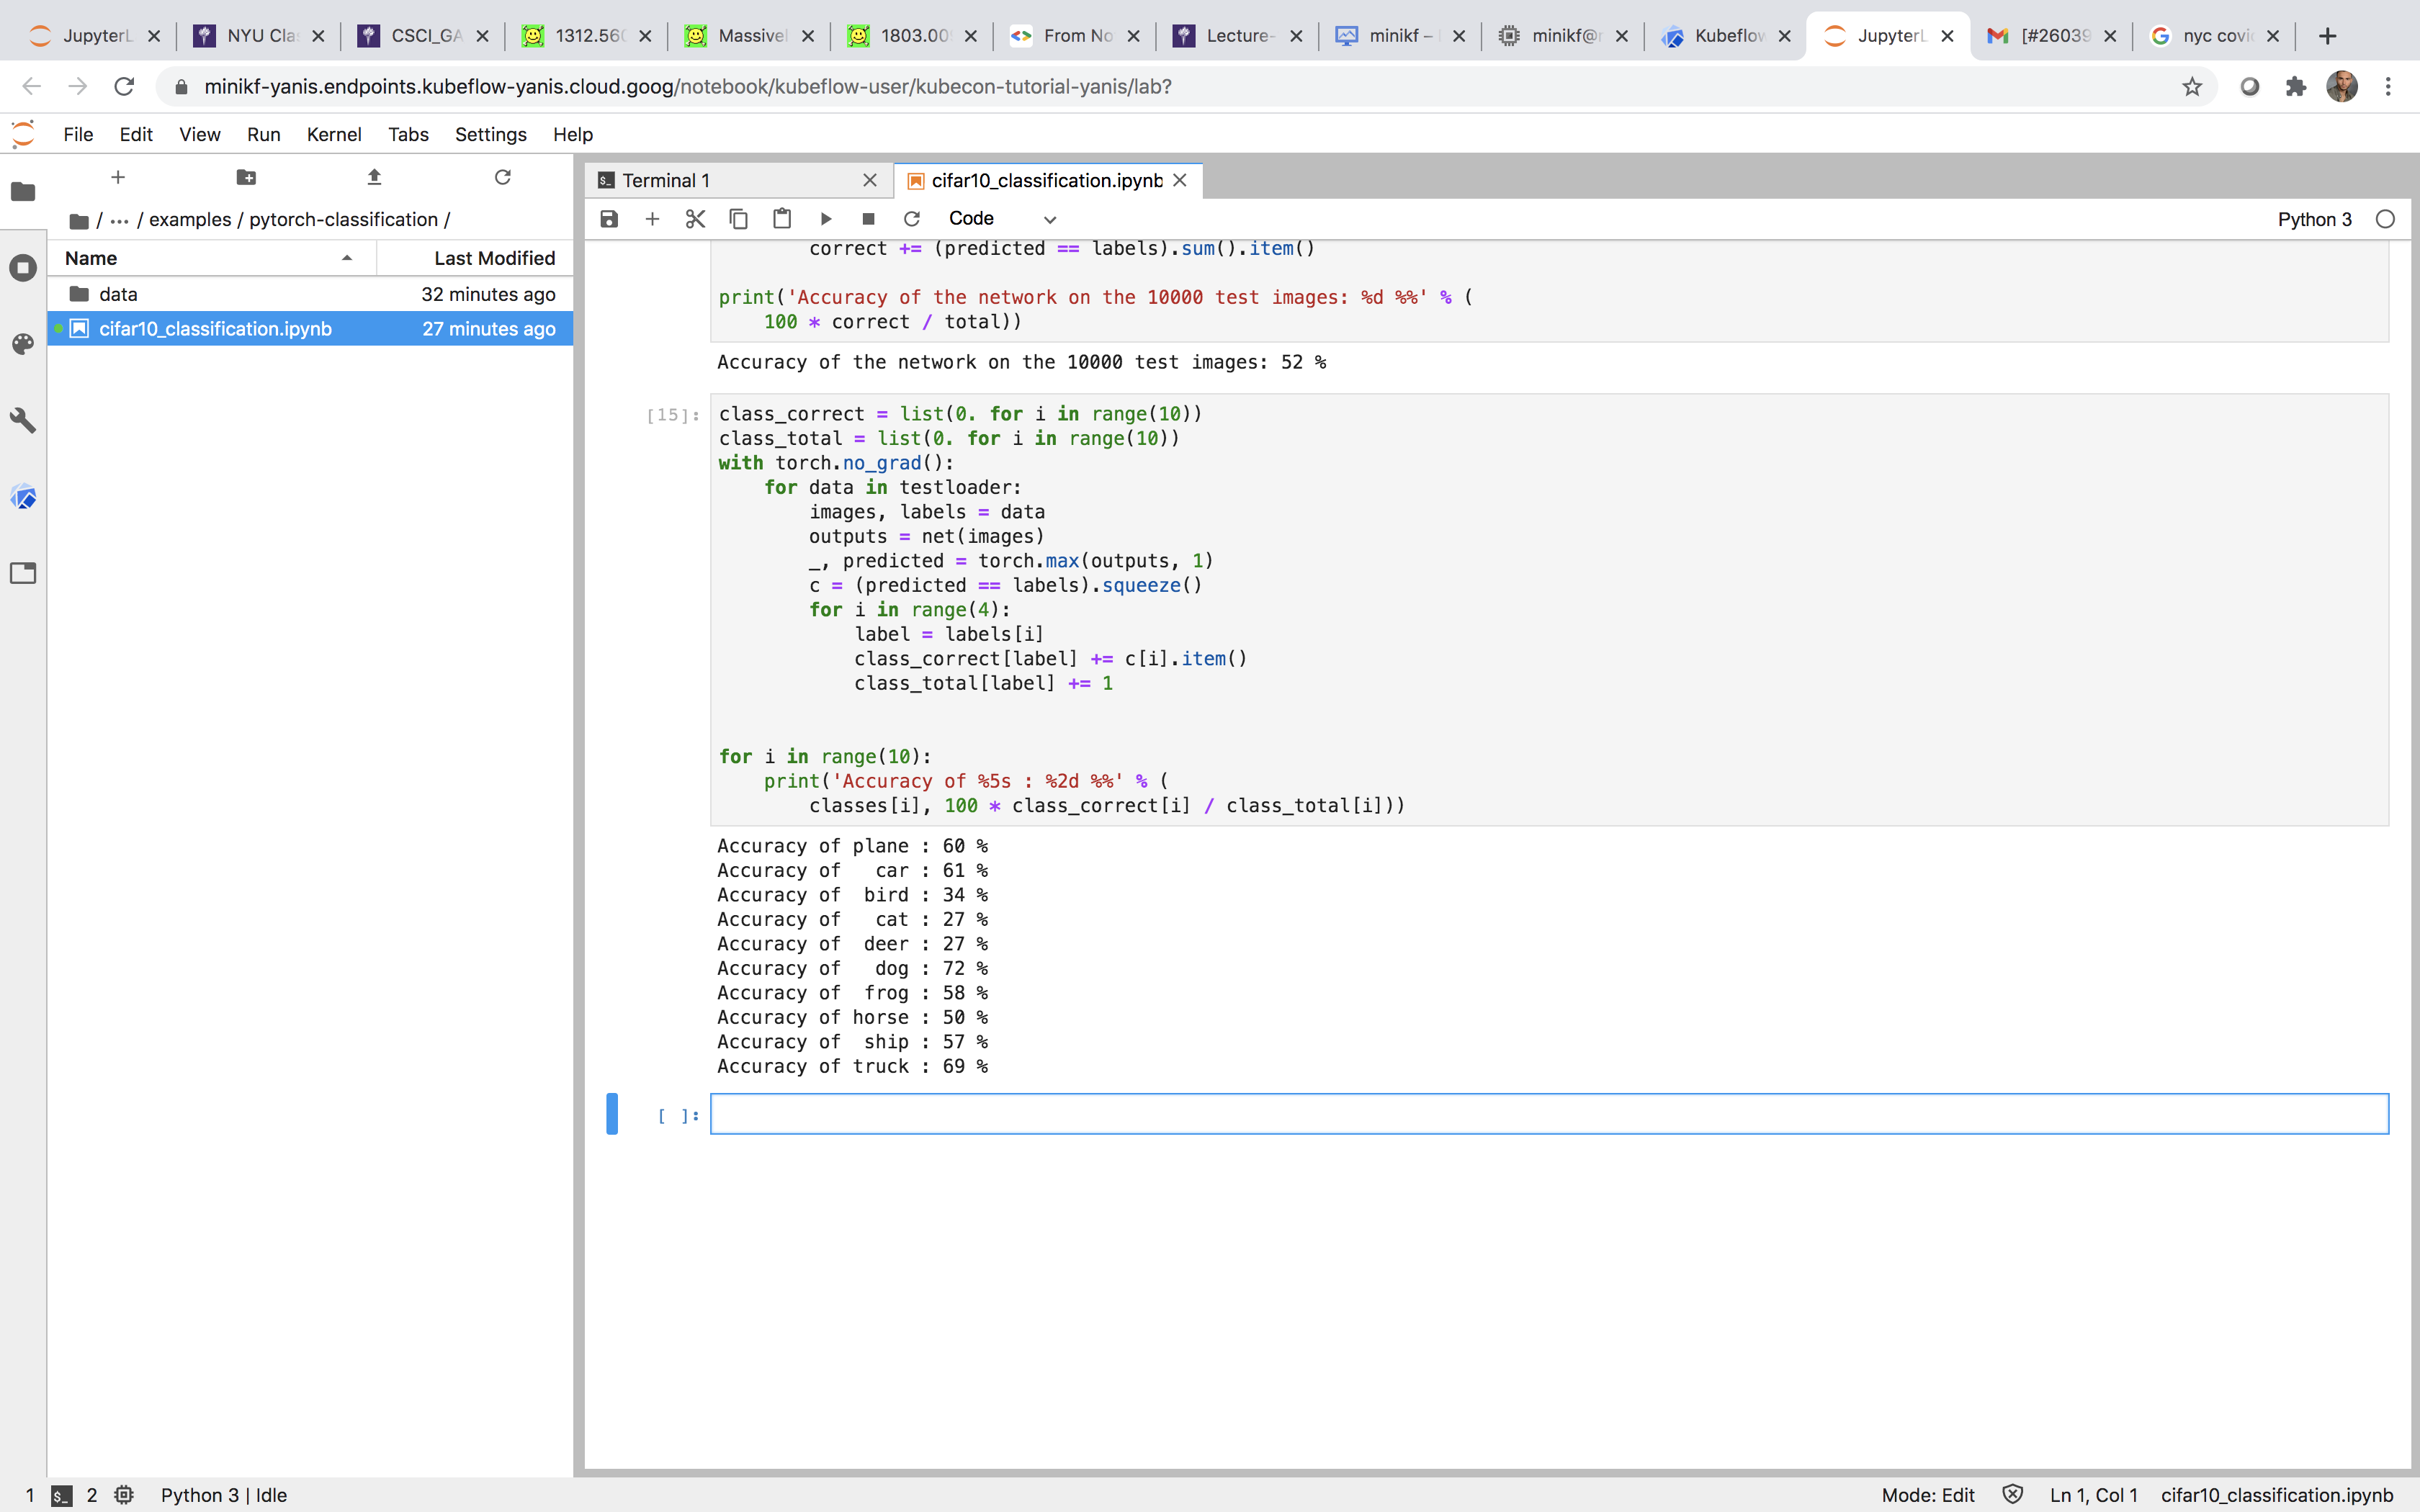 JupyterL
NYU Cla
CSCI_GA
1312.560
Massivel
1803.00
From No
Lecture-
minikf –
minikf@
Kubeflow
JupyterL
[#26039
nyc covi
minikf-yanis.endpoints.kubeflow-yanis.cloud.goog/notebook/kubeflow-user/kubecon-tutorial-yanis/lab?
File Edit View Run Kernel Tabs Settings Help
Terminal 1
cifar10_classification.ipynb
/ ··· / examples / pytorch-classification /
Code
Python 3
Name Last Modified
data 32 minutes ago
cifar10_classification.ipynb 27 minutes ago
correct += (predicted == labels).sum().item()
print('Accuracy of the network on the 10000 test images: %d %%' % (
100 * correct / total))
Accuracy of the network on the 10000 test images: 52 %
[15]:
class_correct = list(0. for i in range(10))
class_total = list(0. for i in range(10))
with torch.no_grad():
for data in testloader:
images, labels = data
outputs = net(images)
_, predicted = torch.max(outputs, 1)
c = (predicted == labels).squeeze()
for i in range(4):
label = labels[i]
class_correct[label] += c[i].item()
class_total[label] += 1
for i in range(10):
print('Accuracy of %5s : %2d %%' % (
classes[i], 100 * class_correct[i] / class_total[i]))
Accuracy of plane : 60 %
Accuracy of   car : 61 %
Accuracy of  bird : 34 %
Accuracy of   cat : 27 %
Accuracy of  deer : 27 %
Accuracy of   dog : 72 %
Accuracy of  frog : 58 %
Accuracy of horse : 50 %
Accuracy of  ship : 57 %
Accuracy of truck : 69 %
[ ]:
1 $_ 2 Python 3 | Idle
Mode: Edit Ln 1, Col 1 cifar10_classification.ipynb